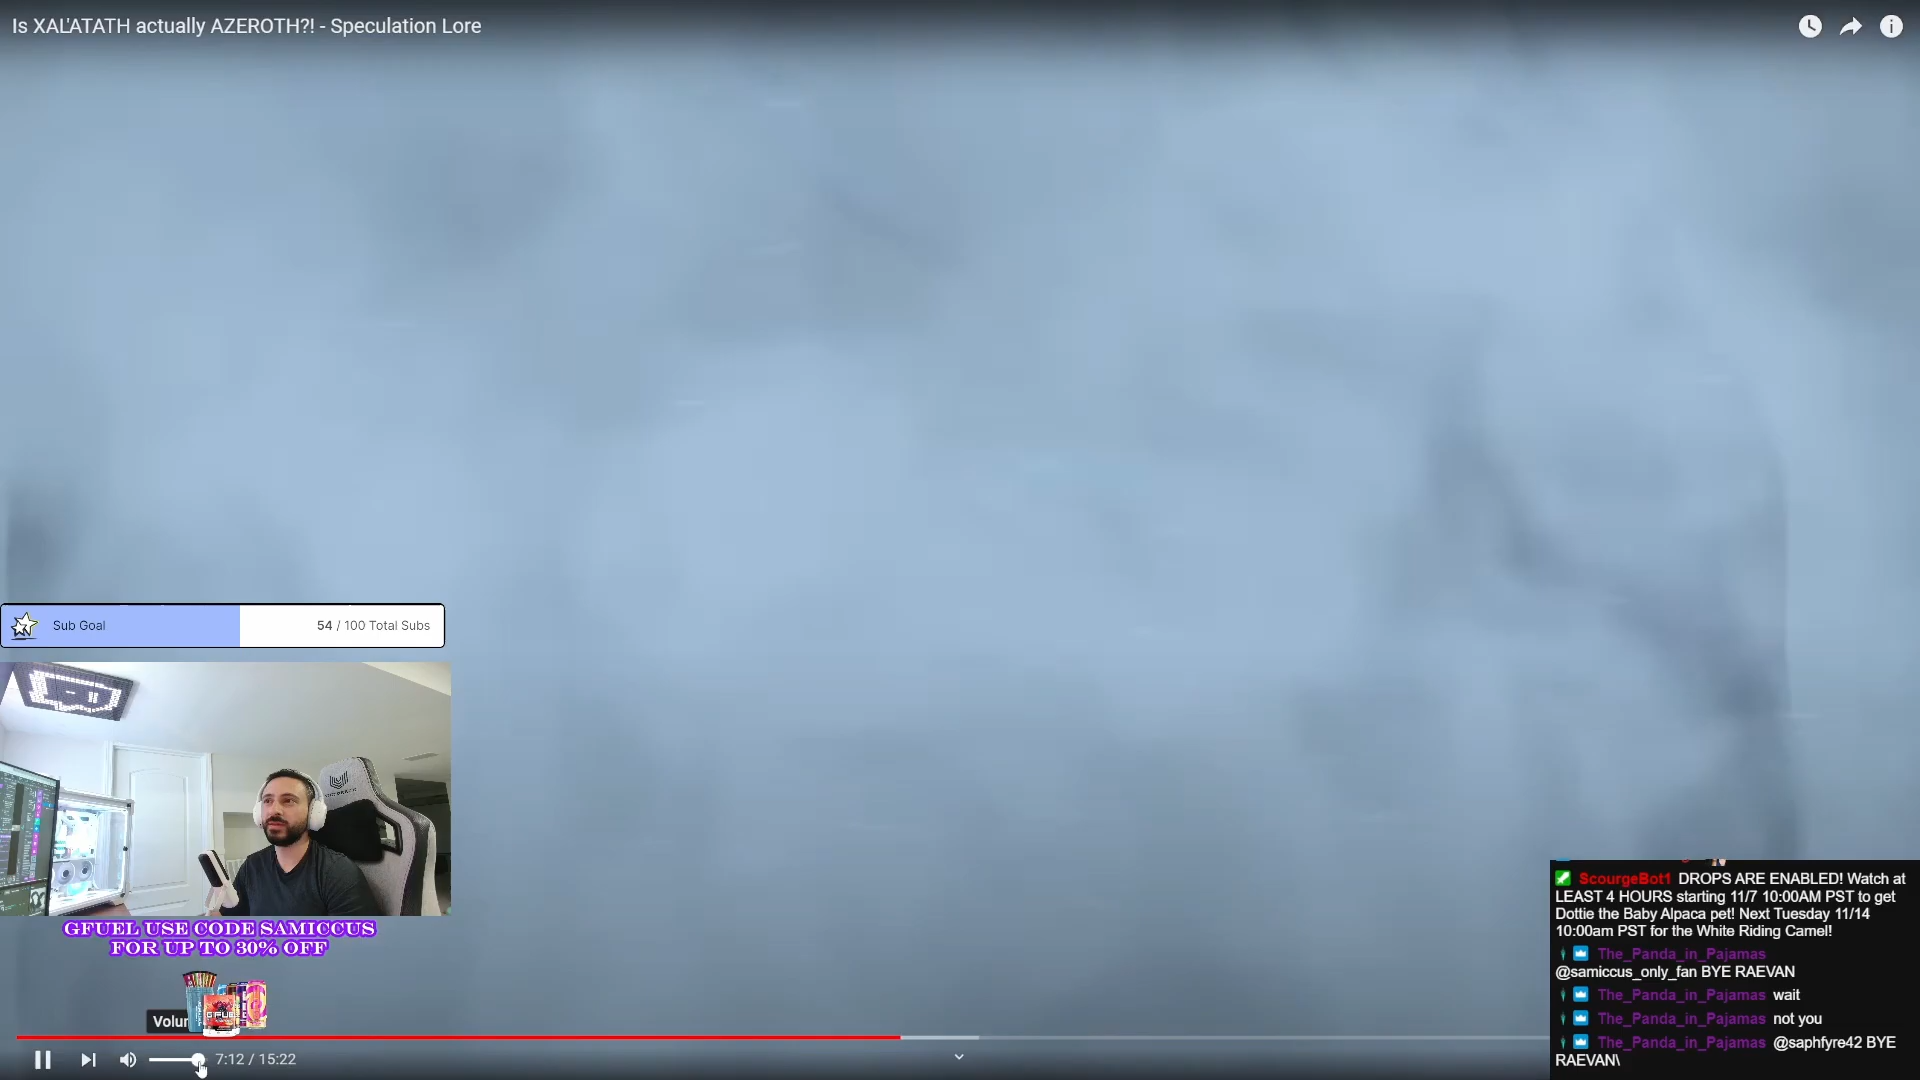 Is XAL'ATATH actually AZEROTH?! - Speculation Lore
Sub Goal
54 / 100 Total Subs
GFUEL USE CODE SAMICCUS
FOR UP TO 30% OFF
7:12 / 15:22
ScourgeBot1 DROPS ARE ENABLED! Watch at
LEAST 4 HOURS starting 11/7 10:00AM PST to get
Dottie the Baby Alpaca pet! Next Tuesday 11/14
10:00am PST for the White Riding Camel!
The_Panda_in_Pajamas
@samiccus_only_fan BYE RAEVAN
The_Panda_in_Pajamas wait
The_Panda_in_Pajamas not you
The_Panda_in_Pajamas @saphfyre42 BYE
RAEVAN\